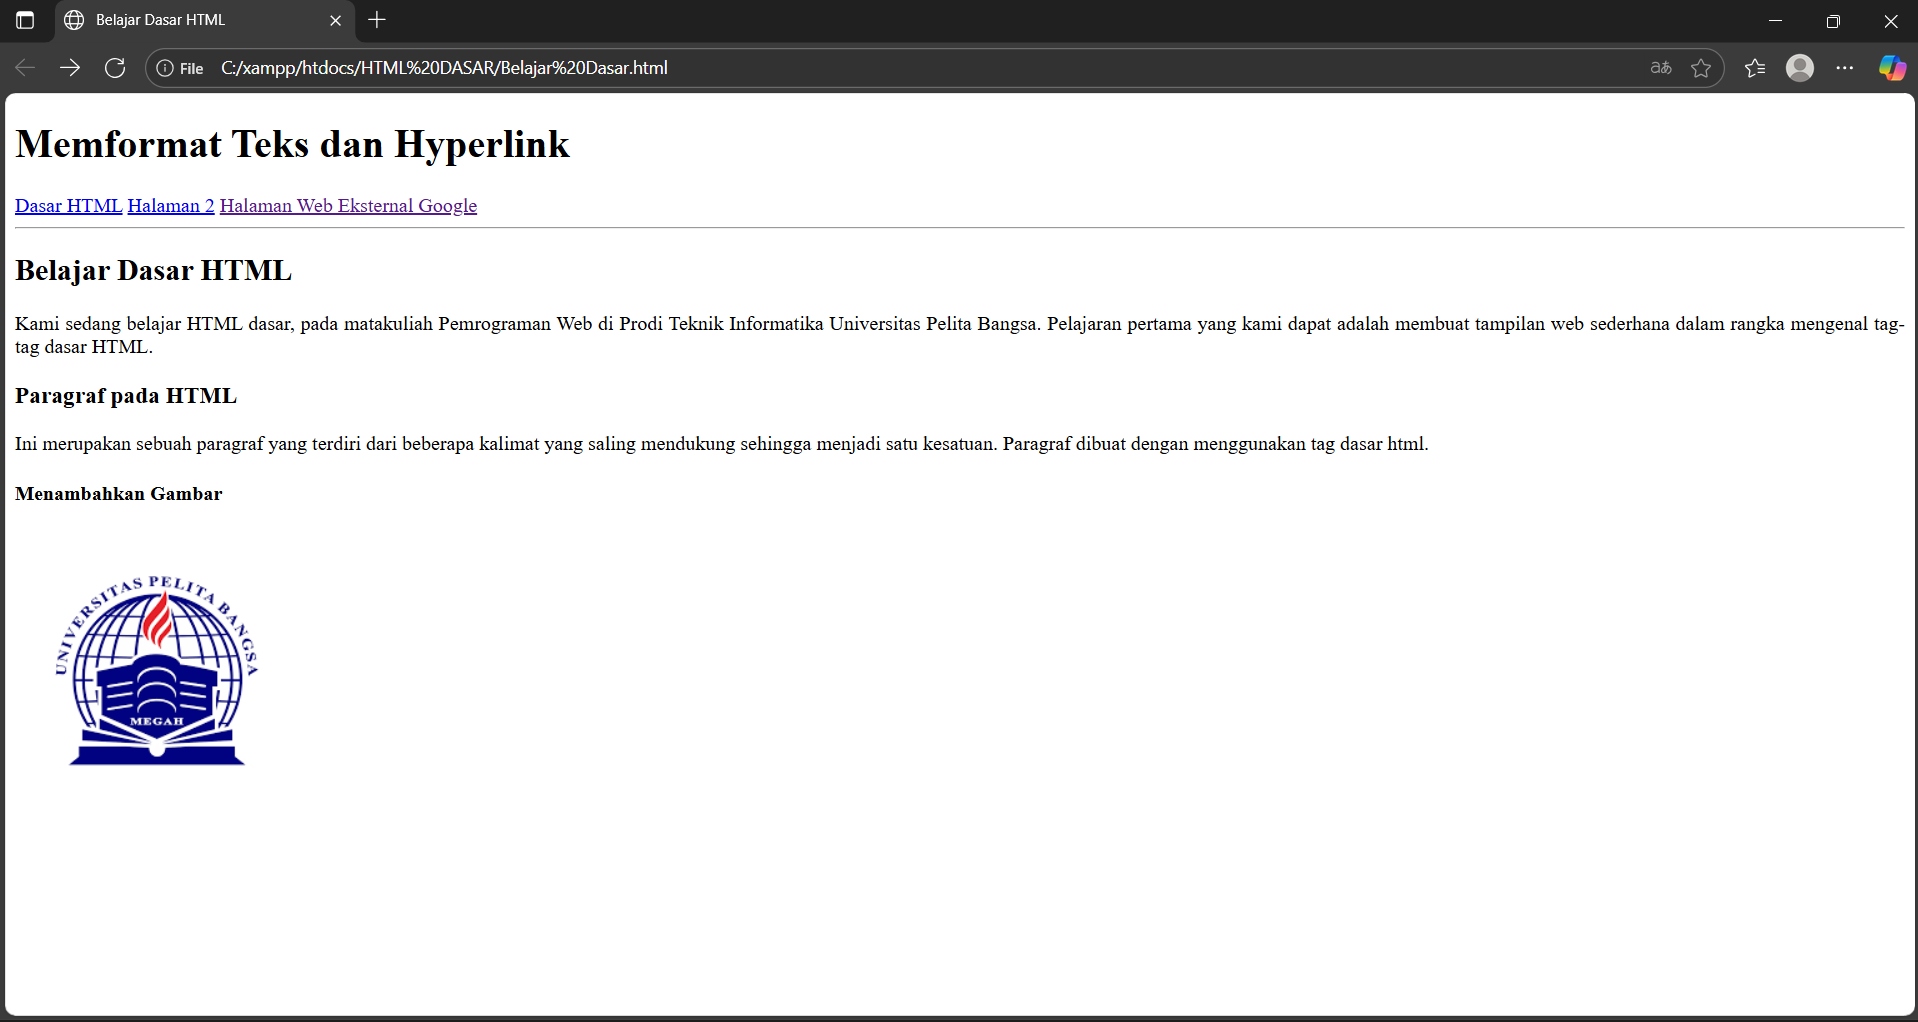 Belajar Dasar HTML
File C:/xampp/htdocs/HTML%20DASAR/Belajar%20Dasar.html
Memformat Teks dan Hyperlink
Dasar HTML Halaman 2 Halaman Web Eksternal Google
Belajar Dasar HTML
Kami sedang belajar HTML dasar, pada matakuliah Pemrograman Web di Prodi Teknik Informatika Universitas Pelita Bangsa. Pelajaran pertama yang kami dapat adalah membuat tampilan web sederhana dalam rangka mengenal tag-
tag dasar HTML.
Paragraf pada HTML
Ini merupakan sebuah paragraf yang terdiri dari beberapa kalimat yang saling mendukung sehingga menjadi satu kesatuan. Paragraf dibuat dengan menggunakan tag dasar html.
Menambahkan Gambar
UNIVERSITAS PELITA BANGSA
MEGAH